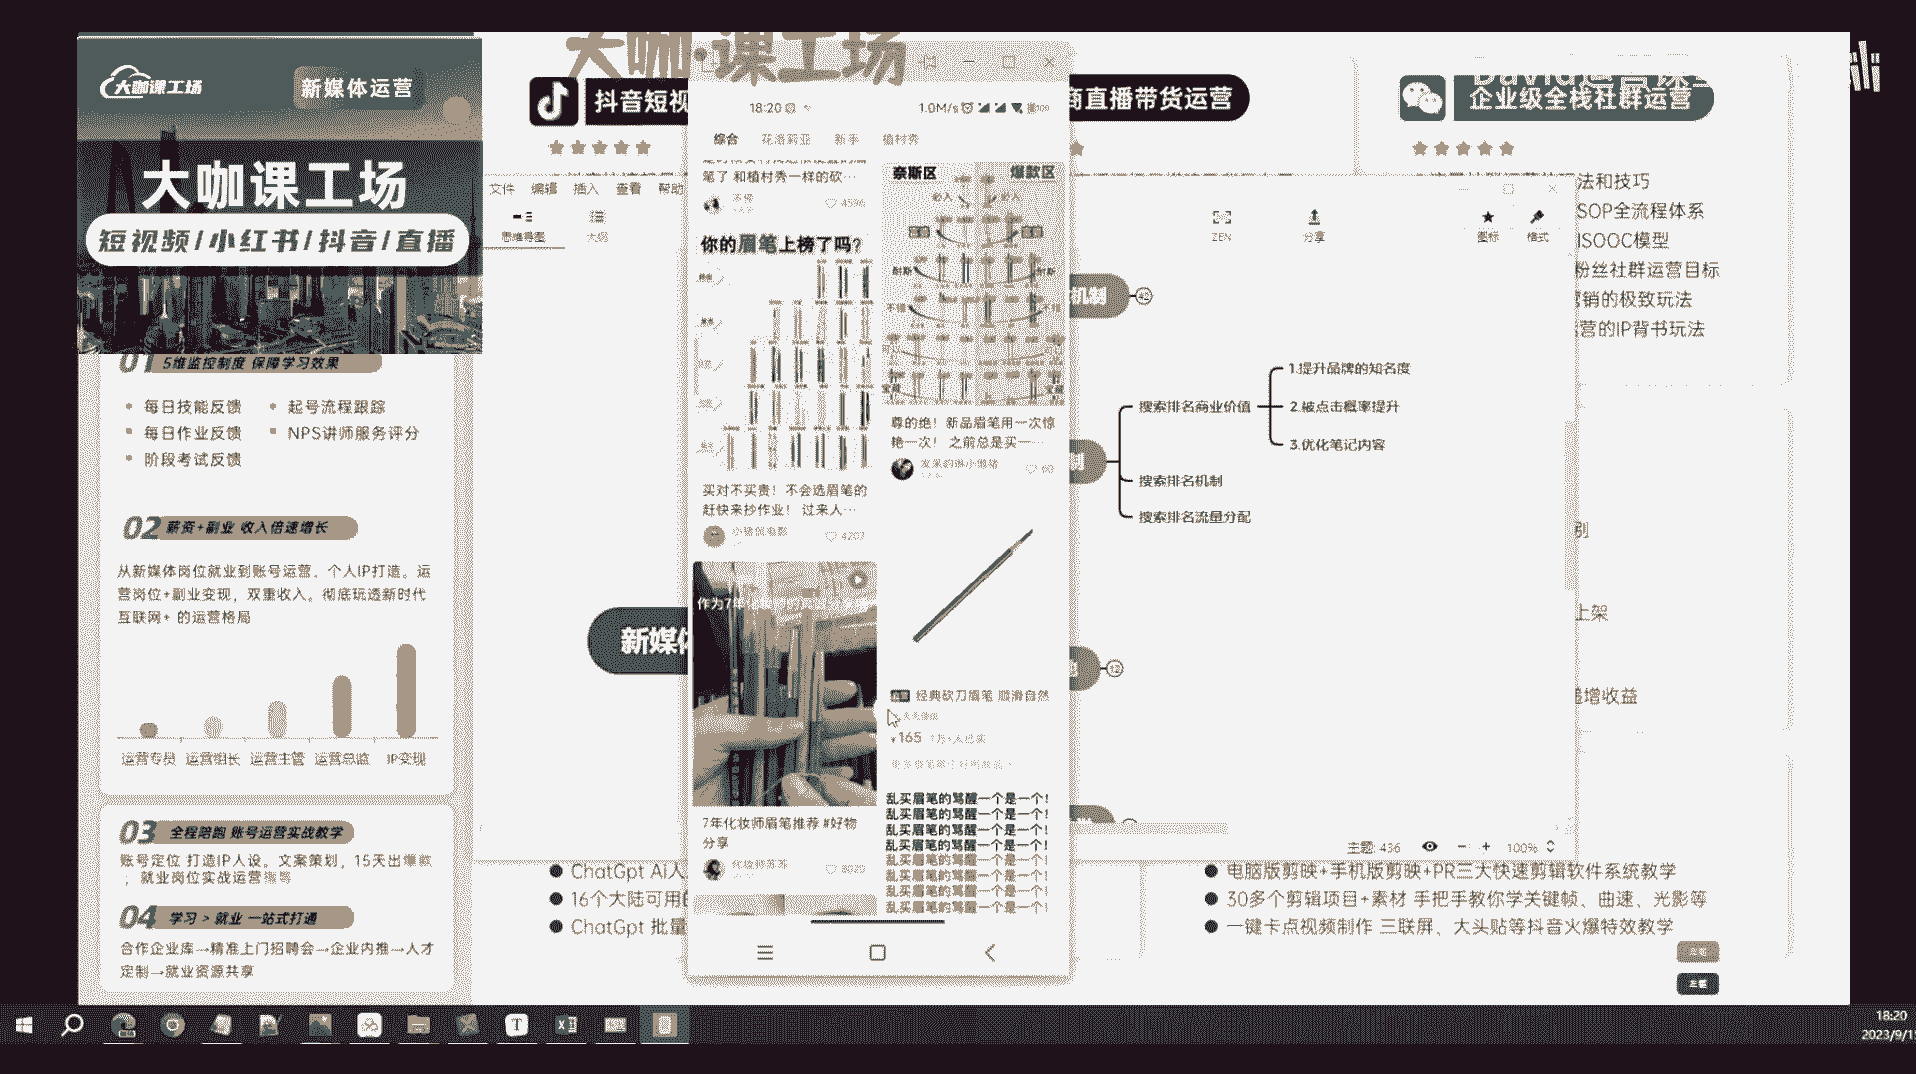 大咖课工场
新媒体运营
大咖课工场
短视频/小红书/抖音/直播
01 5维监控制度 保障学习效果
每日技能反馈
起号流程跟踪
每日作业反馈
NPS讲师服务评分
阶段考试反馈
02 薪资+副业 收入倍速增长
从新媒体岗位就业到账号运营，个人IP打造。运
营岗位+副业变现，双重收入。彻底玩透新时代
互联网+ 的运营格局
运营专员 运营组长 运营主管 运营总监 IP变现
03 全程陪跑 账号运营实战教学
账号定位 打造IP人设。文案策划，15天出爆款
，就业岗位实战运营指导
04 学习 > 就业 一站式打通
合作企业库→精准上门招聘会→企业内推→人才
定制→就业资源共享
大咖·课工场
抖音短视
商直播带货运营
企业级全栈社群运营
法和技巧
SOP全流程体系
ISOOC模型
粉丝社群运营目标
营销的极致玩法
运营的IP背书玩法
文件 编辑 插入 查看 帮助
思维导图 大纲
ZEN 分享 图标 格式
18:20
1.0M/s
综合 花洛莉亚 新手 植村秀
笔了 和植村秀一样的砍…
4596
你的眉笔上榜了吗?
买对不买贵！不会选眉笔的
赶快来抄作业！ 过来人…
4207
作为7年
7年化妆师眉笔推荐 #好物
分享
8020
奈斯区 爆款区
必入 必入
耐斯
尊的绝！新品眉笔用一次惊
艳一次！ 之前总是买一…
60
经典砍刀眉笔 顺滑自然
¥165 1万+人已买
乱买眉笔的骂醒一个是一个!
乱买眉笔的骂醒一个是一个!
乱买眉笔的骂醒一个是一个!
乱买眉笔的骂醒一个是一个!
乱买眉笔的骂醒一个是一个!
乱买眉笔的骂醒一个是一个!
乱买眉笔的骂醒一个是一个!
乱买眉笔的骂醒一个是一个!
新媒体
机制
42
搜索排名商业价值
1.提升品牌的知名度
2.被点击概率提升
3.优化笔记内容
搜索排名机制
搜索排名流量分配
12
主题: 436
100%
上架
递增收益
ChatGpt AI人
16个大陆可用的
ChatGpt 批量
电脑版剪映+手机版剪映+PR三大快速剪辑软件系统教学
30多个剪辑项目+素材 手把手教你学关键帧、曲速、光影等
一键卡点视频制作 三联屏、大头贴等抖音火爆特效教学
18:20